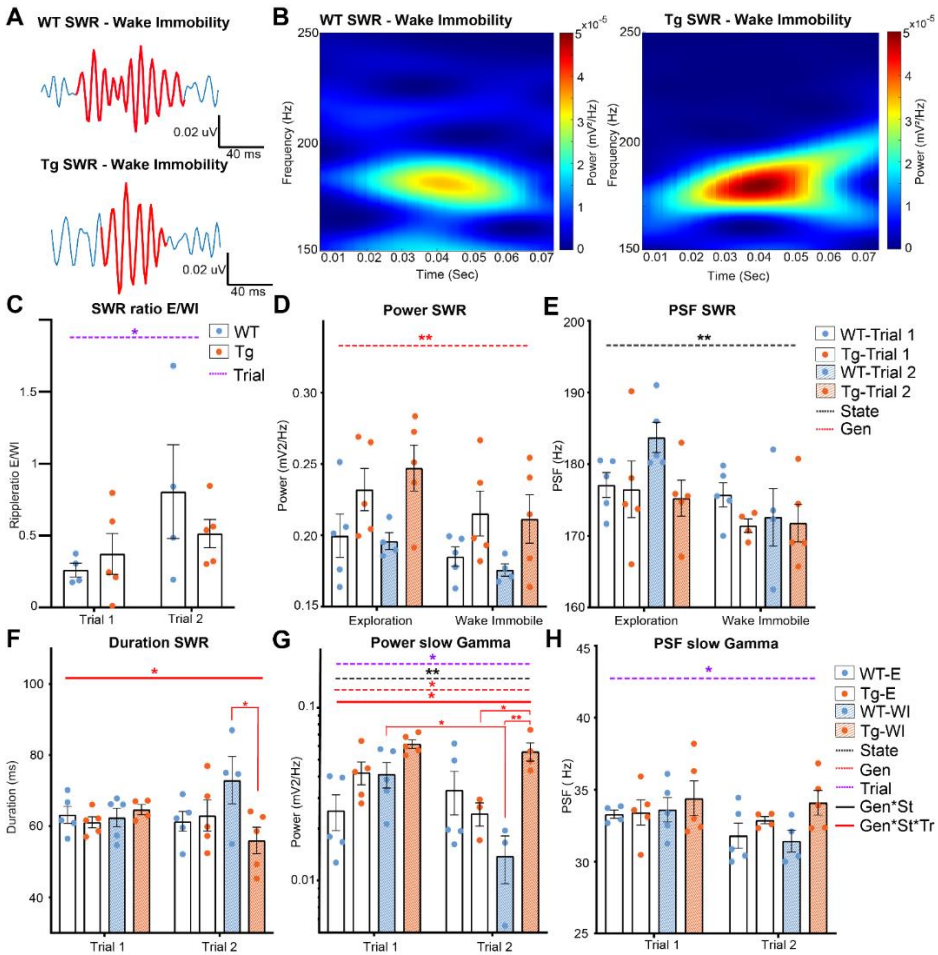 A
WT SWR - Wake Immobility
0.02 uV
40 ms
Tg SWR - Wake Immobility
0.02 uV
40 ms
B
WT SWR - Wake Immobility
Frequency (Hz)
250
200
150
0.01 0.02 0.03 0.04 0.05 0.06 0.07
Time (Sec)
5 x10-5
4
3
2
1
0
Power (mV²/Hz)
Tg SWR - Wake Immobility
Frequency (Hz)
250
200
150
0.01 0.02 0.03 0.04 0.05 0.06 0.07
Time (Sec)
5 x10-5
4
3
2
1
0
Power (mV²/Hz)
C
SWR ratio E/WI
Rippleratio E/WI
1.5
1
0.5
0
*
Trial 1 Trial 2
WT
Tg
Trial
D
Power SWR
Power (mV2/Hz)
0.30
0.25
0.20
0.15
**
Exploration Wake Immobile
E
PSF SWR
PSF (Hz)
200
190
180
170
160
**
Exploration Wake Immobile
WT-Trial 1
Tg-Trial 1
WT-Trial 2
Tg-Trial 2
State
Gen
F
Duration SWR
Duration (ms)
100
80
60
40
*
*
Trial 1 Trial 2
G
Power slow Gamma
Power (mV2/Hz)
0.1
0.01
*
**
*
*
*
*
**
Trial 1 Trial 2
H
PSF slow Gamma
PSF ( Hz)
45
40
35
30
*
Trial 1 Trial 2
WT-E
Tg-E
WT-WI
Tg-WI
State
Gen
Trial
Gen*St
Gen*St*Tr